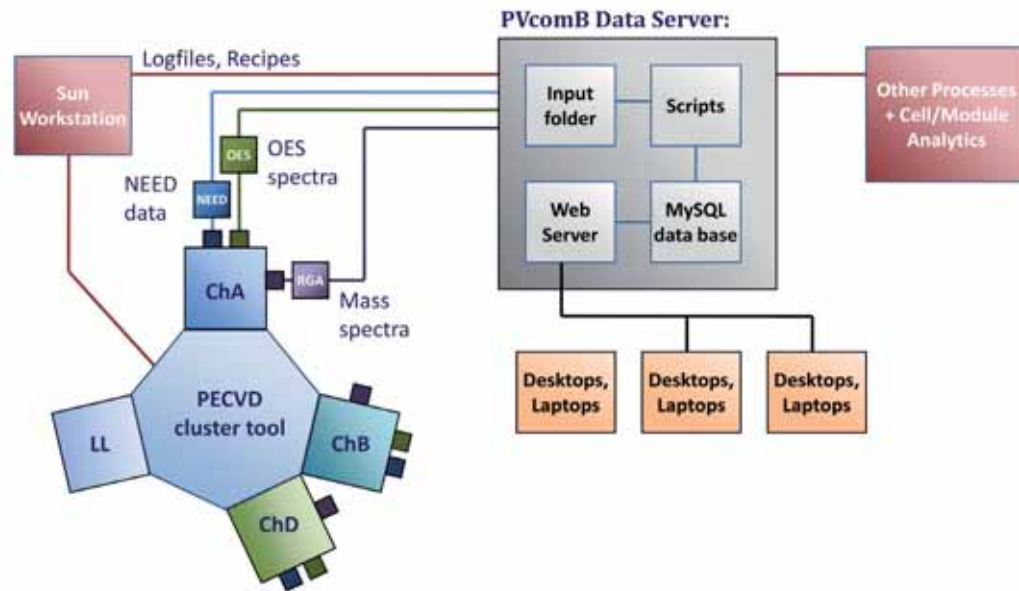 PVcomB Data Server:
Logfiles, Recipes
Sun
Workstation
Input
folder
Scripts
Other Processes
+ Cell/Module
Analytics
OES
OES
spectra
NEED
data
NEED
Web
Server
MySQL
data base
ChA
RGA
Mass
spectra
Desktops,
Laptops
Desktops,
Laptops
Desktops,
Laptops
PECVD
cluster tool
LL
ChB
ChD